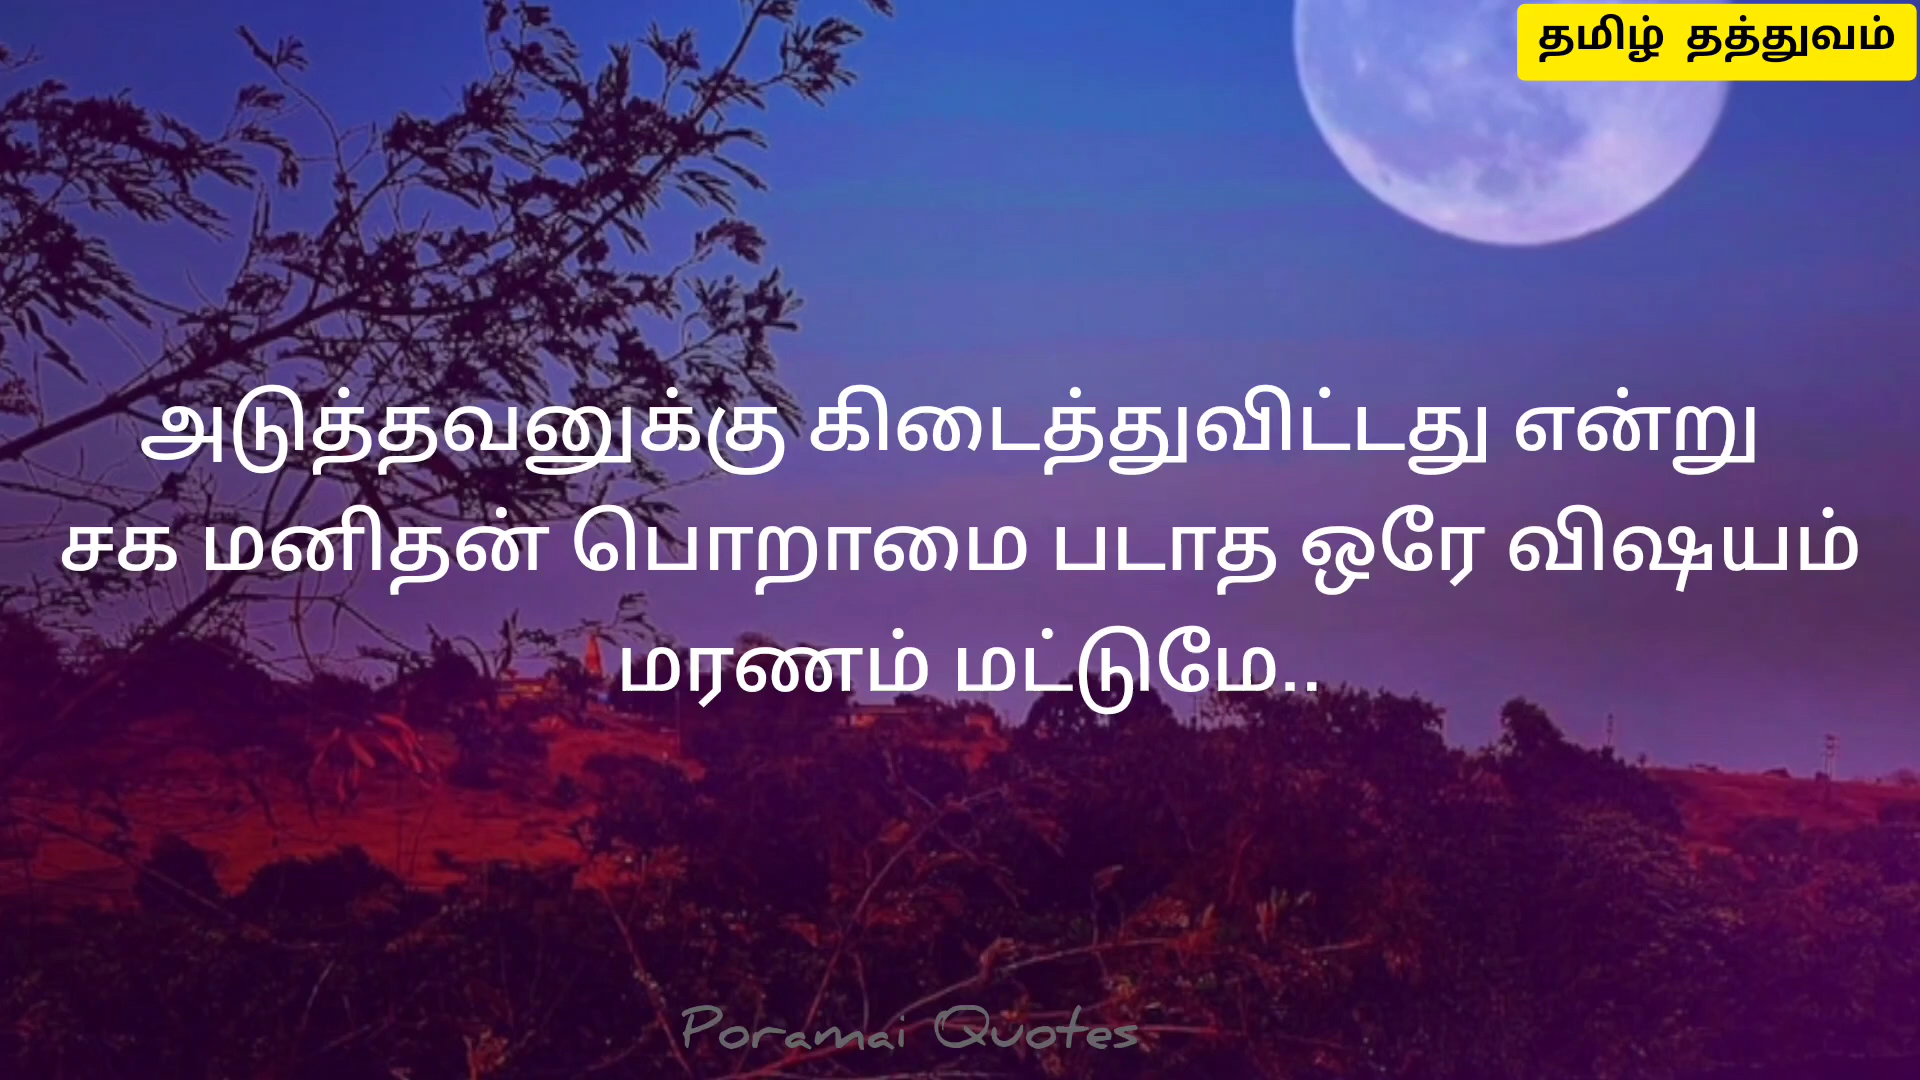 தமிழ் தத்துவம்
அடுத்தவனுக்கு கிடைத்துவிட்டது என்று
சக மனிதன் பொறாமை படாத ஒரே விஷயம்
மரணம் மட்டுமே..
Poramai Quotes